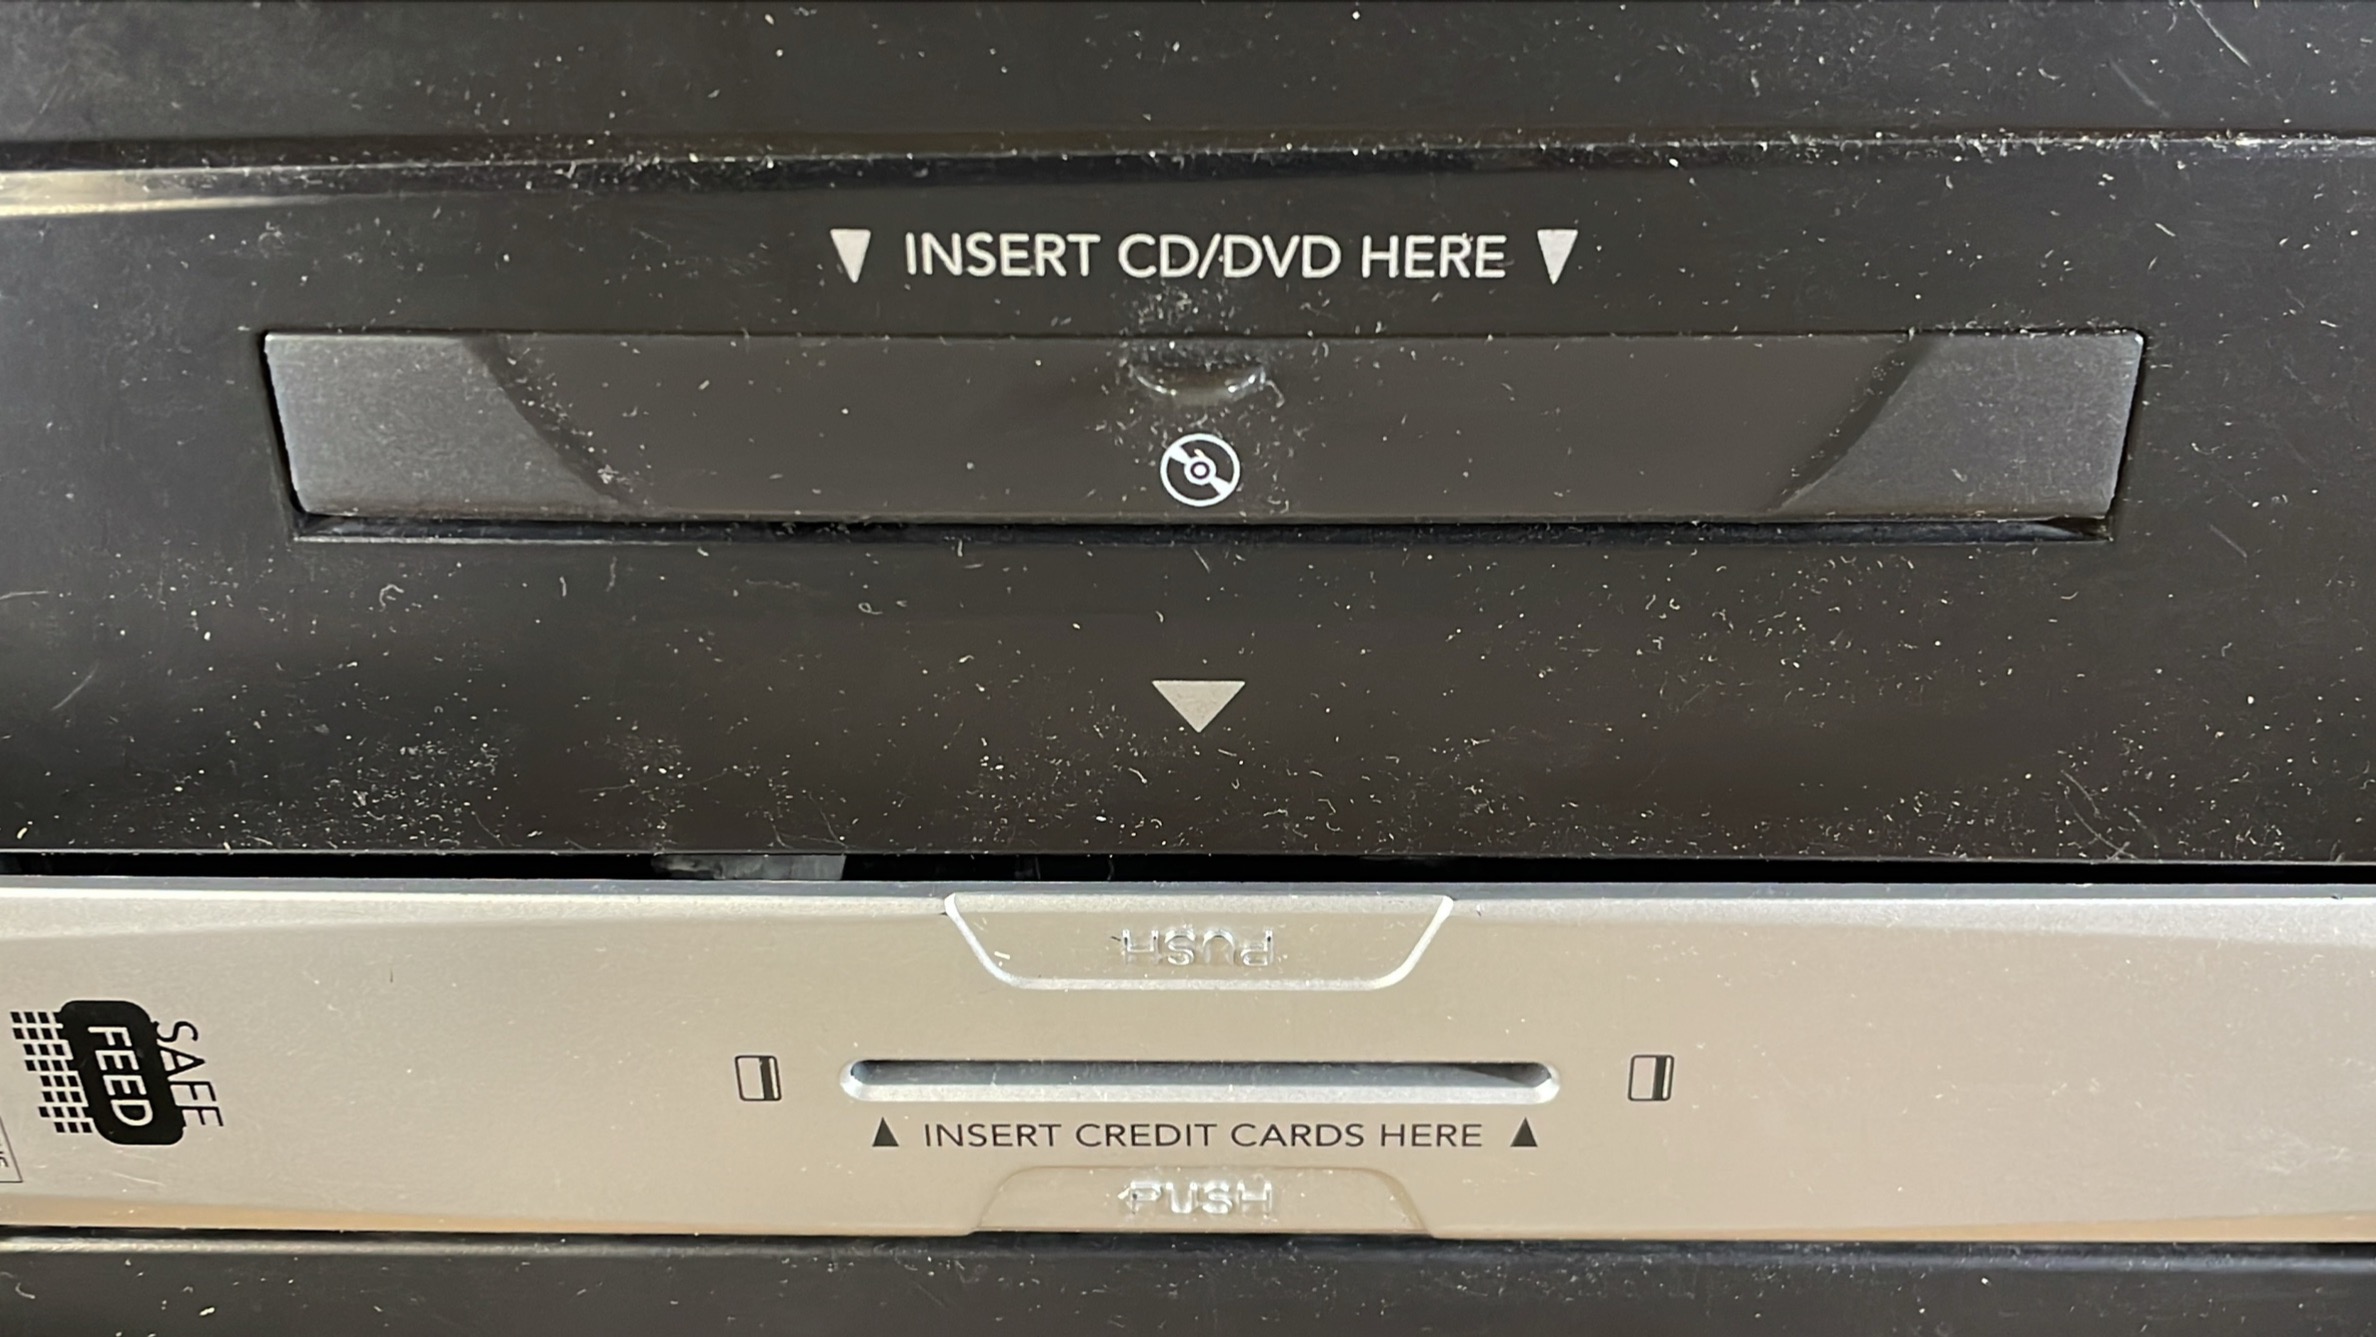 INSERT CD/DVD HERE
PUSH
SAFE
FEED
INSERT CREDIT CARDS HERE
PUSH